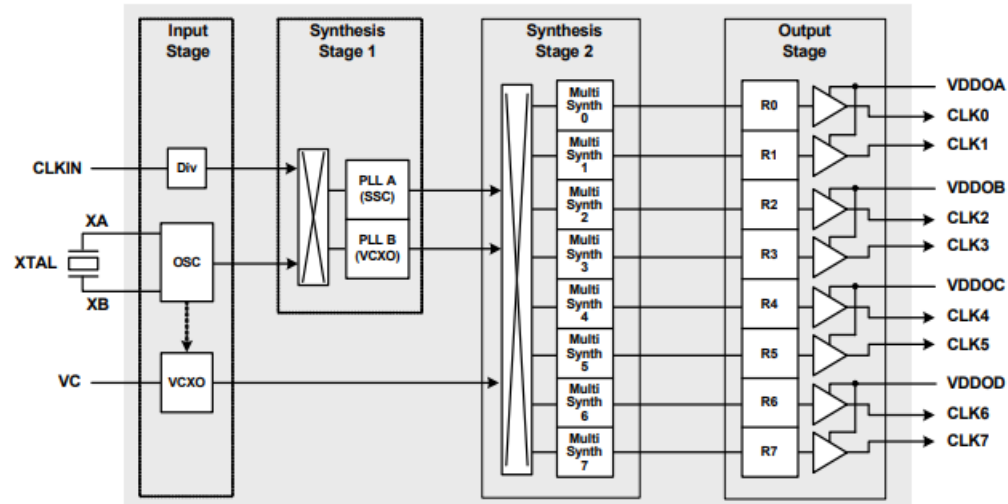 Input
Stage
Synthesis
Stage 1
Synthesis
Stage 2
Output
Stage
CLKIN
Div
XA
XTAL
XB
OSC
VC
VCXO
PLL A
(SSC)
PLL B
(VCXO)
Multi
Synth
0
Multi
Synth
1
Multi
Synth
2
Multi
Synth
3
Multi
Synth
4
Multi
Synth
5
Multi
Synth
6
Multi
Synth
7
R0
R1
R2
R3
R4
R5
R6
R7
VDDOA
CLK0
CLK1
VDDOB
CLK2
CLK3
VDDOC
CLK4
CLK5
VDDOD
CLK6
CLK7